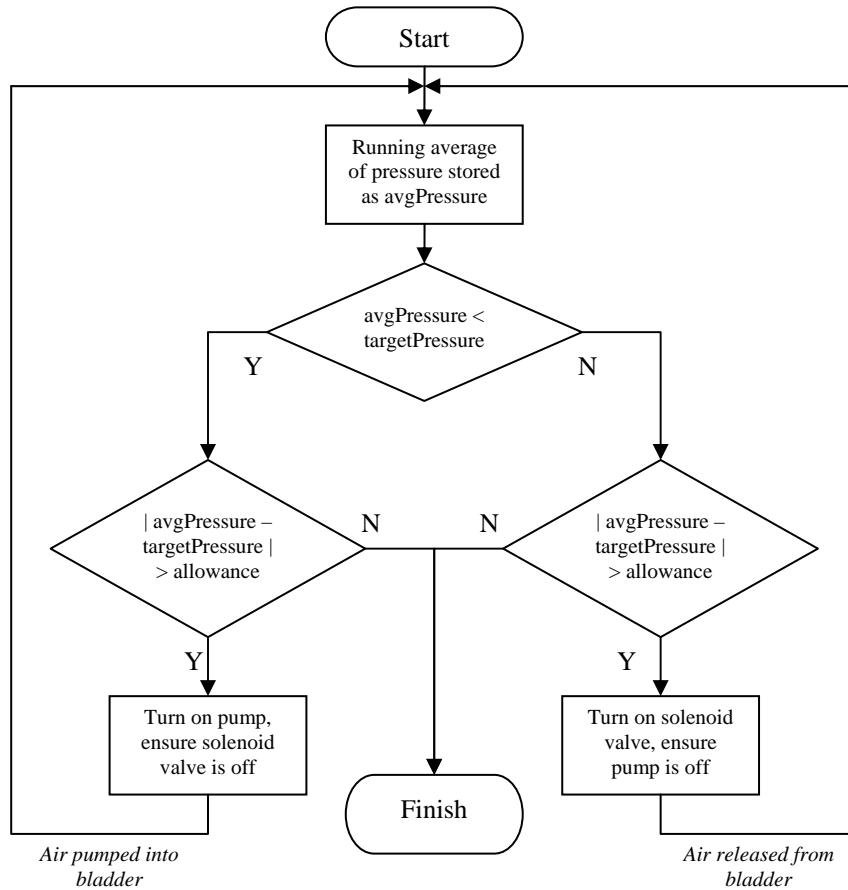 Start
Running average
of pressure stored
as avgPressure
avgPressure <
targetPressure
Y
N
| avgPressure –
targetPressure |
> allowance
N
N
| avgPressure –
targetPressure |
> allowance
Y
Y
Turn on pump,
ensure solenoid
valve is off
Turn on solenoid
valve, ensure
pump is off
Finish
Air pumped into
bladder
Air released from
bladder